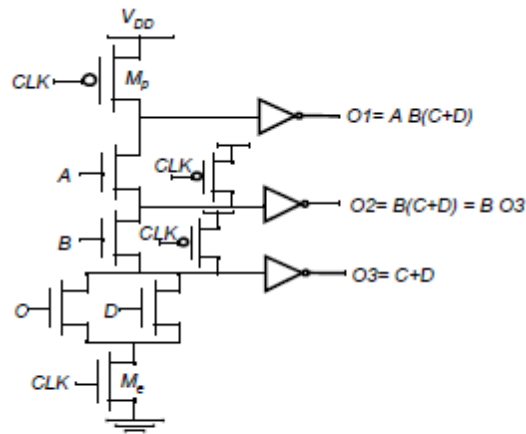 VDD
CLK
Mp
O1= A B(C+D)
CLK
A
O2= B(C+D) = B O3
B
CLK
O3= C+D
O
D
CLK
Me